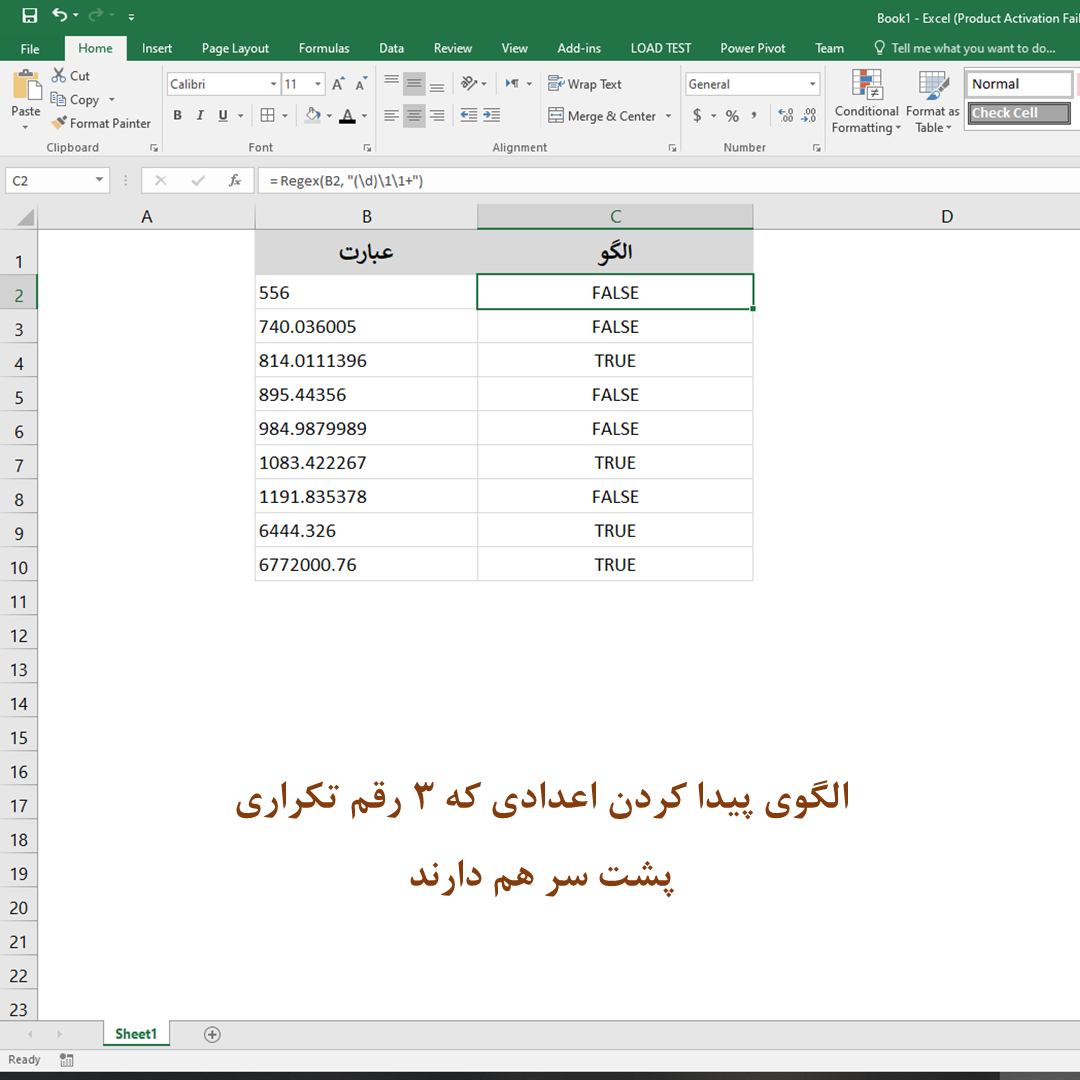 Book1 - Excel (Product Activation Fai
File Home Insert Page Layout Formulas Data Review View Add-ins LOAD TEST Power Pivot Team Tell me what you want to do...
Paste
Cut
Copy
Format Painter
Clipboard
Calibri 11
B I U
A
Font
Wrap Text
Merge & Center
Alignment
General
$ % ,
Number
Conditional Formatting
Format as Table
Normal
Check Cell
C2 fx =Regex(B2, "(\d)\1\1+")
A B C D
1 عبارت الگو
2 556 FALSE
3 740.036005 FALSE
4 814.0111396 TRUE
5 895.44356 FALSE
6 984.9879989 FALSE
7 1083.422267 TRUE
8 1191.835378 FALSE
9 6444.326 TRUE
10 6772000.76 TRUE
11
12
13
14
15
16
17
18
19
20
21
22
23
الگوی پیدا کردن اعدادی که ۳ رقم تکراری
پشت سر هم دارند
Sheet1
Ready